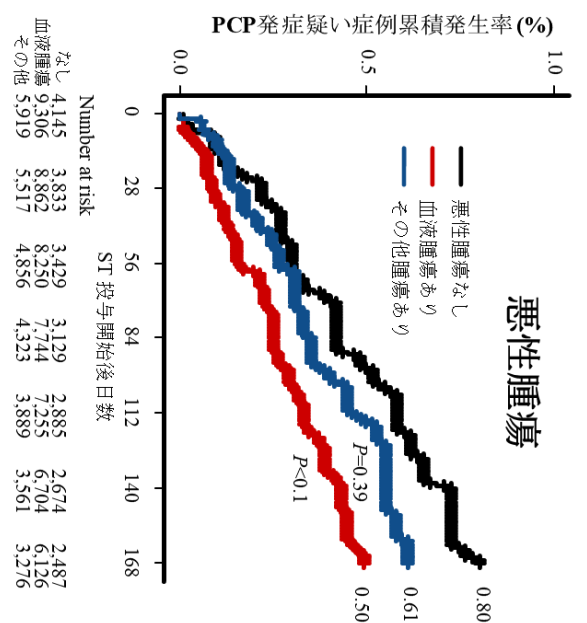 悪性腫瘍
PCP発症疑い症例累積発生率 (%)
1.0
0.5
0.0
悪性腫瘍なし
血液腫瘍あり
その他腫瘍あり
0.80
0.61
0.50
P=0.39
P<0.1
0 28 56 84 112 140 168
ST 投与開始後日数
Number at risk
なし 4,145 3,833 3,429 3,129 2,885 2,674 2,487
血液腫瘍 9,306 8,862 8,250 7,744 7,255 6,704 6,126
その他 5,919 5,517 4,856 4,323 3,889 3,561 3,276